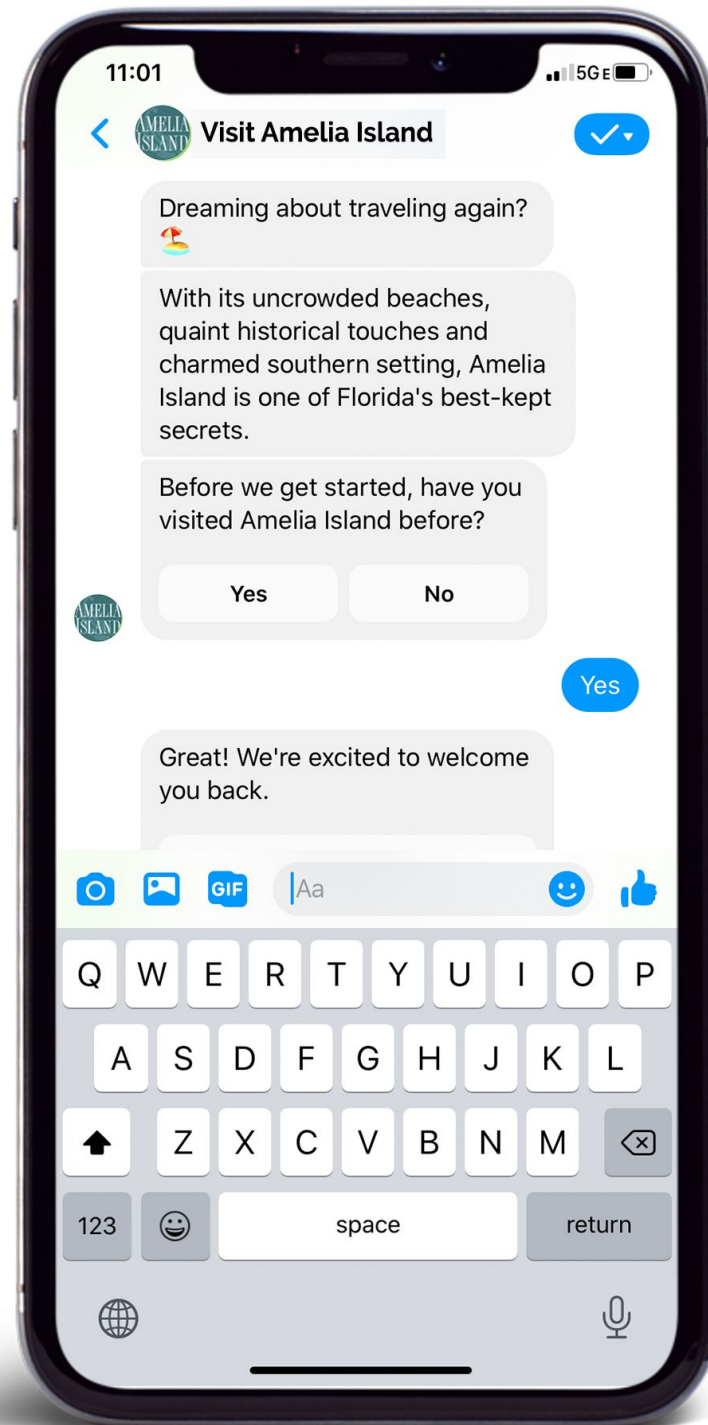 11:01
5GE
AMELIA
ISLAND
Visit Amelia Island
Dreaming about traveling again?
🏖️
With its uncrowded beaches,
quaint historical touches and
charmed southern setting, Amelia
Island is one of Florida's best-kept
secrets.
Before we get started, have you
visited Amelia Island before?
Yes No
AMELIA
ISLAND
Yes
Great! We're excited to welcome
you back.
GIF Aa
Q W E R T Y U I O P
A S D F G H J K L
Z X C V B N M
123 space return